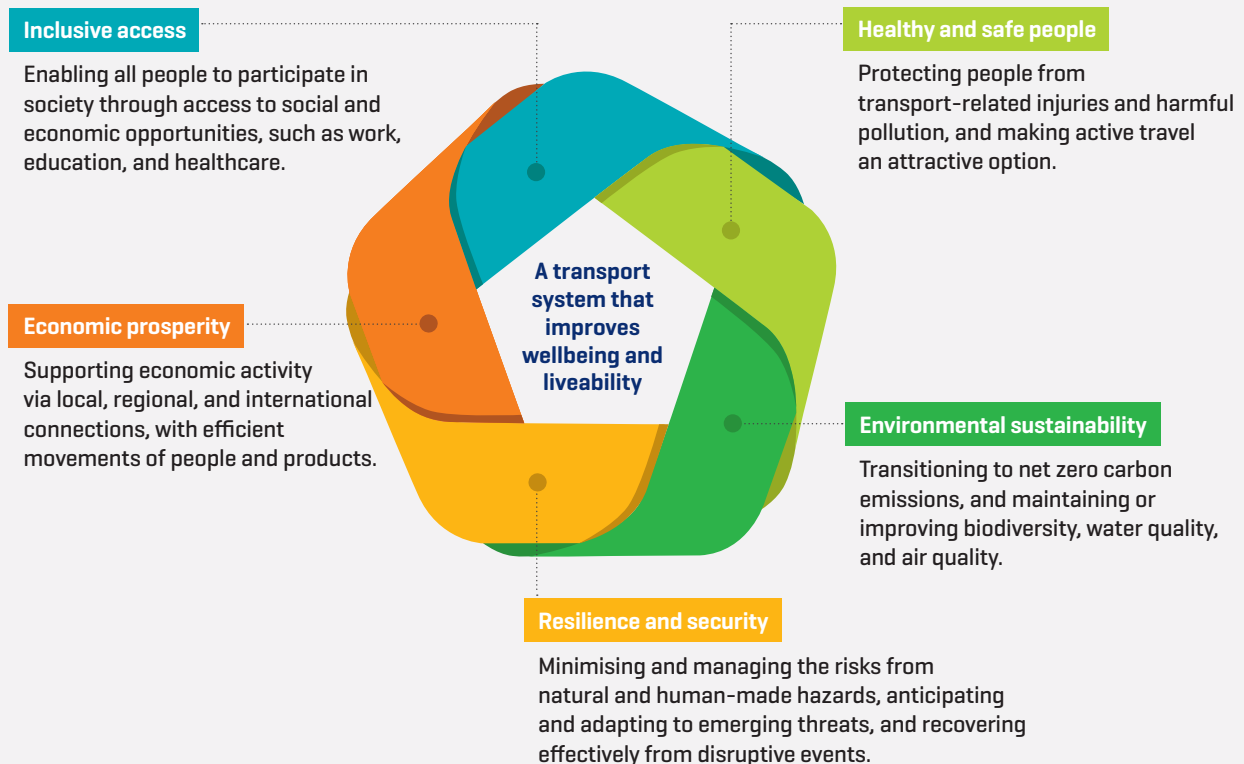 Inclusive access
Enabling all people to participate in
society through access to social and
economic opportunities, such as work,
education, and healthcare.
Healthy and safe people
Protecting people from
transport-related injuries and harmful
pollution, and making active travel
an attractive option.
A transport
system that
improves
wellbeing and
liveability
Economic prosperity
Supporting economic activity
via local, regional, and international
connections, with efficient
movements of people and products.
Environmental sustainability
Transitioning to net zero carbon
emissions, and maintaining or
improving biodiversity, water quality,
and air quality.
Resilience and security
Minimising and managing the risks from
natural and human-made hazards, anticipating
and adapting to emerging threats, and recovering
effectively from disruptive events.